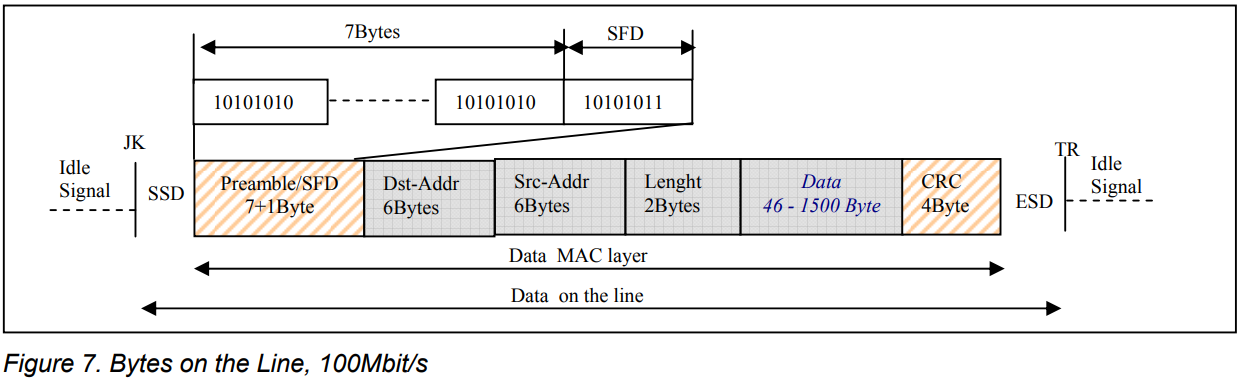 7Bytes
SFD
10101010
10101010
10101011
JK
TR
Idle
Signal
SSD
Preamble/SFD
7+1Byte
Dst-Addr
6Bytes
Src-Addr
6Bytes
Lenght
2Bytes
Data
46 - 1500 Byte
CRC
4Byte
ESD
Idle
Signal
Data MAC layer
Data on the line
Figure 7. Bytes on the Line, 100Mbit/s